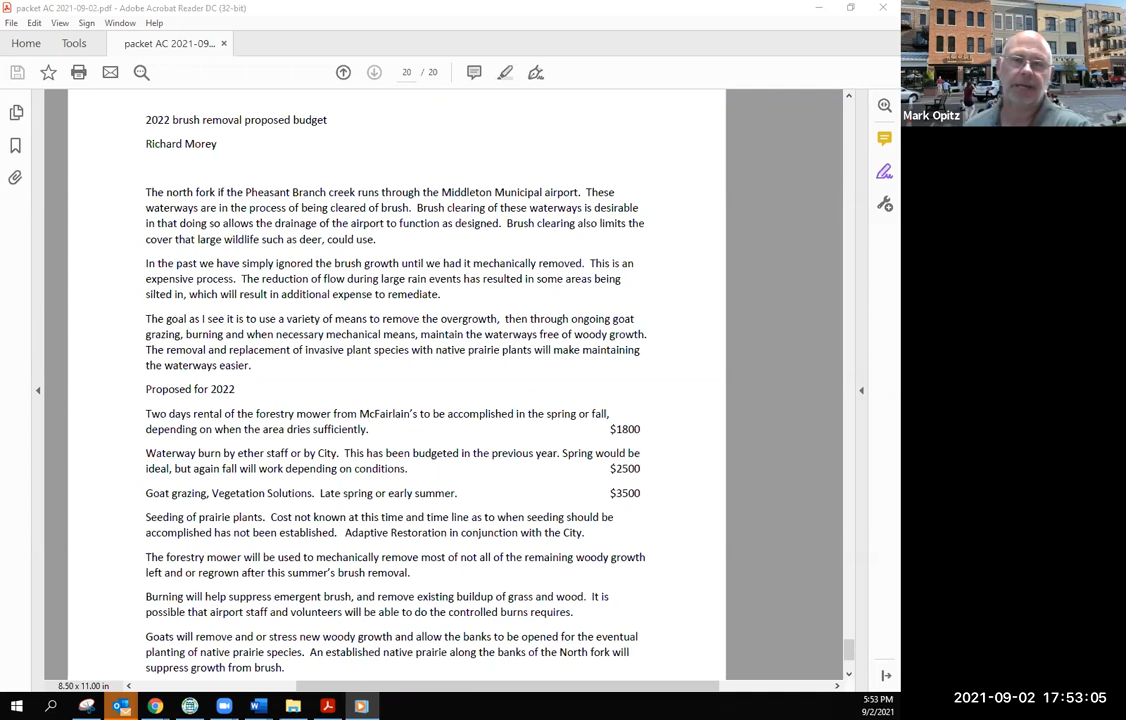 packet AC 2021-09-02.pdf - Adobe Acrobat Reader DC (32-bit)
File Edit View Sign Window Help
Home Tools packet AC 2021-09... ×
20 / 20
Mark Opitz
2022 brush removal proposed budget
Richard Morey
The north fork if the Pheasant Branch creek runs through the Middleton Municipal airport. These
waterways are in the process of being cleared of brush. Brush clearing of these waterways is desirable
in that doing so allows the drainage of the airport to function as designed. Brush clearing also limits the
cover that large wildlife such as deer, could use.
In the past we have simply ignored the brush growth until we had it mechanically removed. This is an
expensive process. The reduction of flow during large rain events has resulted in some areas being
silted in, which will result in additional expense to remediate.
The goal as I see it is to use a variety of means to remove the overgrowth, then through ongoing goat
grazing, burning and when necessary mechanical means, maintain the waterways free of woody growth.
The removal and replacement of invasive plant species with native prairie plants will make maintaining
the waterways easier.
Proposed for 2022
Two days rental of the forestry mower from McFairlain's to be accomplished in the spring or fall,
depending on when the area dries sufficiently. $1800
Waterway burn by ether staff or by City. This has been budgeted in the previous year. Spring would be
ideal, but again fall will work depending on conditions. $2500
Goat grazing, Vegetation Solutions. Late spring or early summer. $3500
Seeding of prairie plants. Cost not known at this time and time line as to when seeding should be
accomplished has not been established. Adaptive Restoration in conjunction with the City.
The forestry mower will be used to mechanically remove most of not all of the remaining woody growth
left and or regrown after this summer's brush removal.
Burning will help suppress emergent brush, and remove existing buildup of grass and wood. It is
possible that airport staff and volunteers will be able to do the controlled burns requires.
Goats will remove and or stress new woody growth and allow the banks to be opened for the eventual
planting of native prairie species. An established native prairie along the banks of the North fork will
suppress growth from brush.
8.50 x 11.00 in
5:53 PM
9/2/2021
2021-09-02 17:53:05